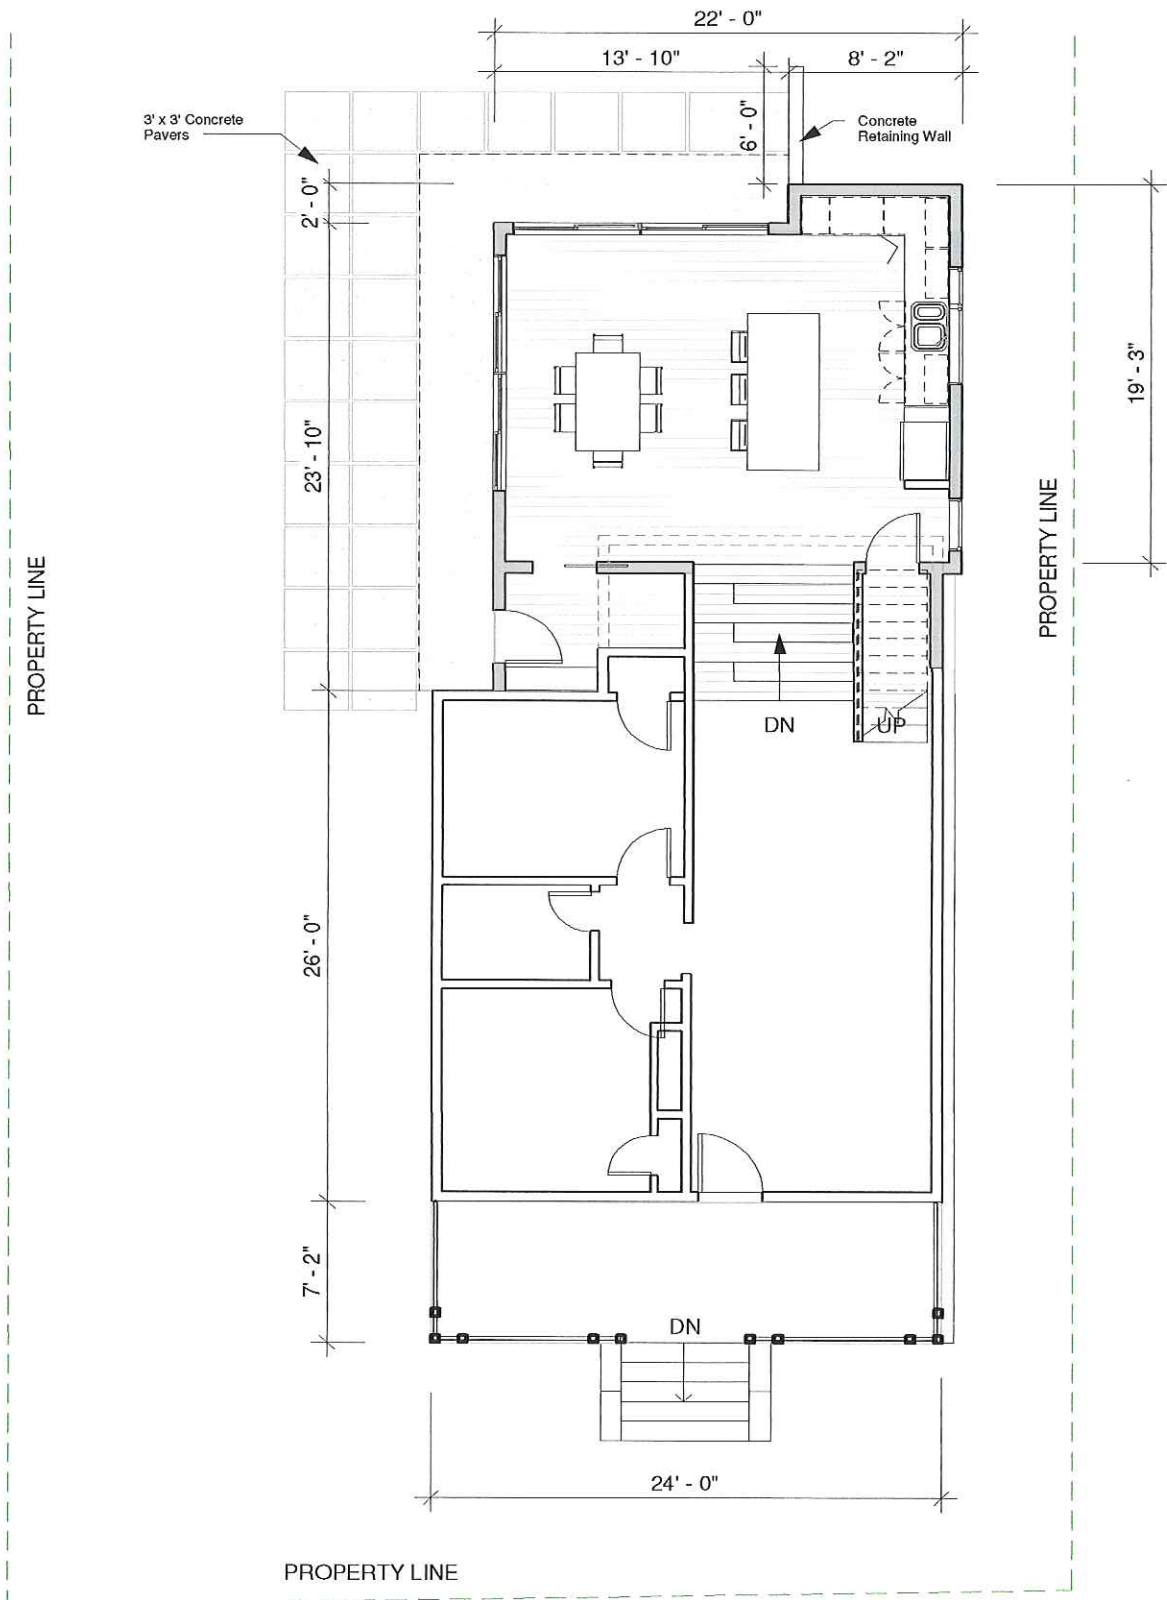 22' - 0"
13' - 10"
8' - 2"
3' x 3' Concrete
Pavers
6' - 0"
Concrete
Retaining Wall
2' - 0"
19' - 3"
23' - 10"
PROPERTY LINE
PROPERTY LINE
DN
UP
26' - 0"
7' - 2"
DN
24' - 0"
PROPERTY LINE